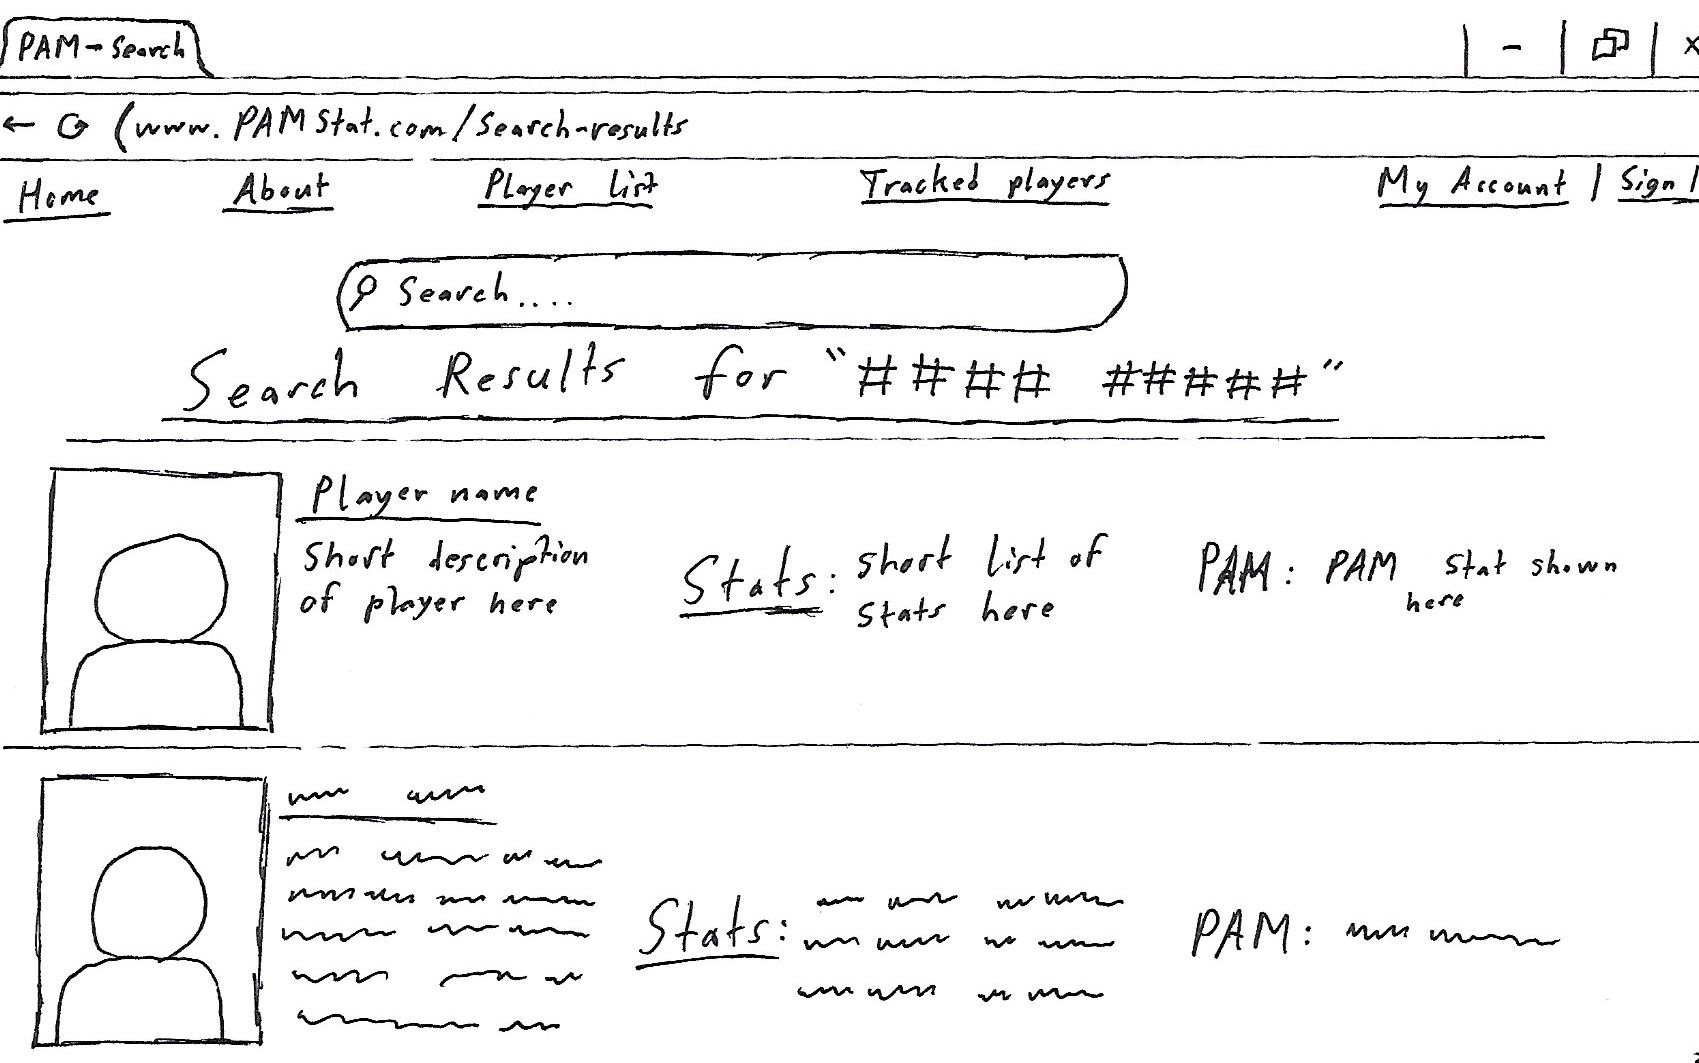 PAM-Search
www.PAMStat.com/Search-results
Home About Player list Tracked players My Account | Sign I
Search....
Search Results for "#### #####"
Player name
Short description
of player here
Stats: short list of
stats here
PAM: PAM stat shown
here
Stats:
PAM: